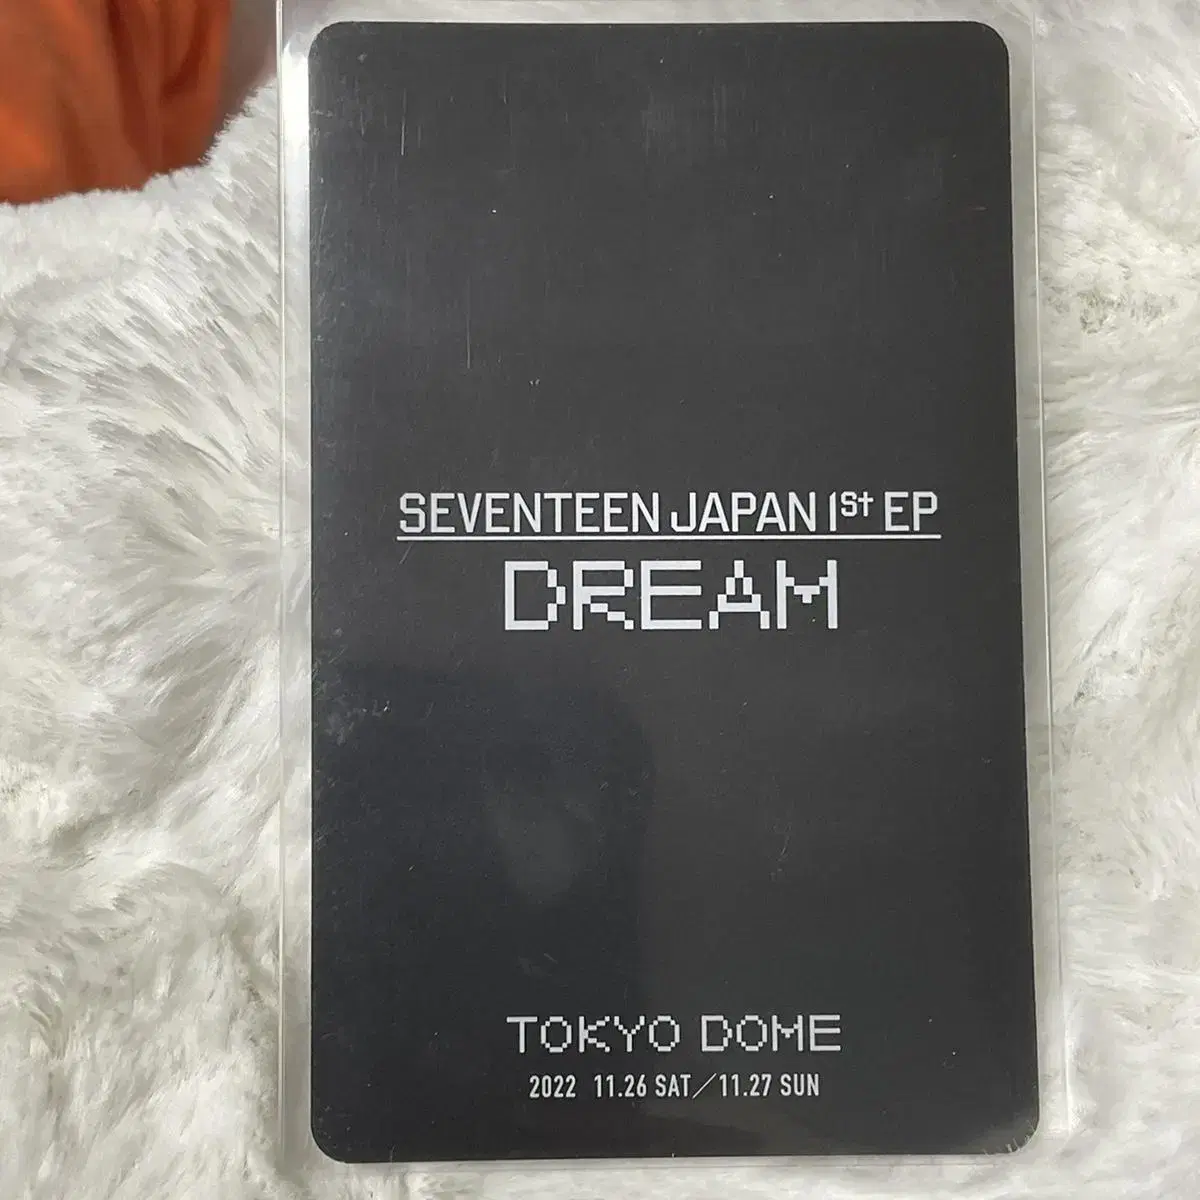 SEVENTEEN JAPAN 1St EP
DREAM
TOKYO DOME
2022 11.26 SAT／11.27 SUN